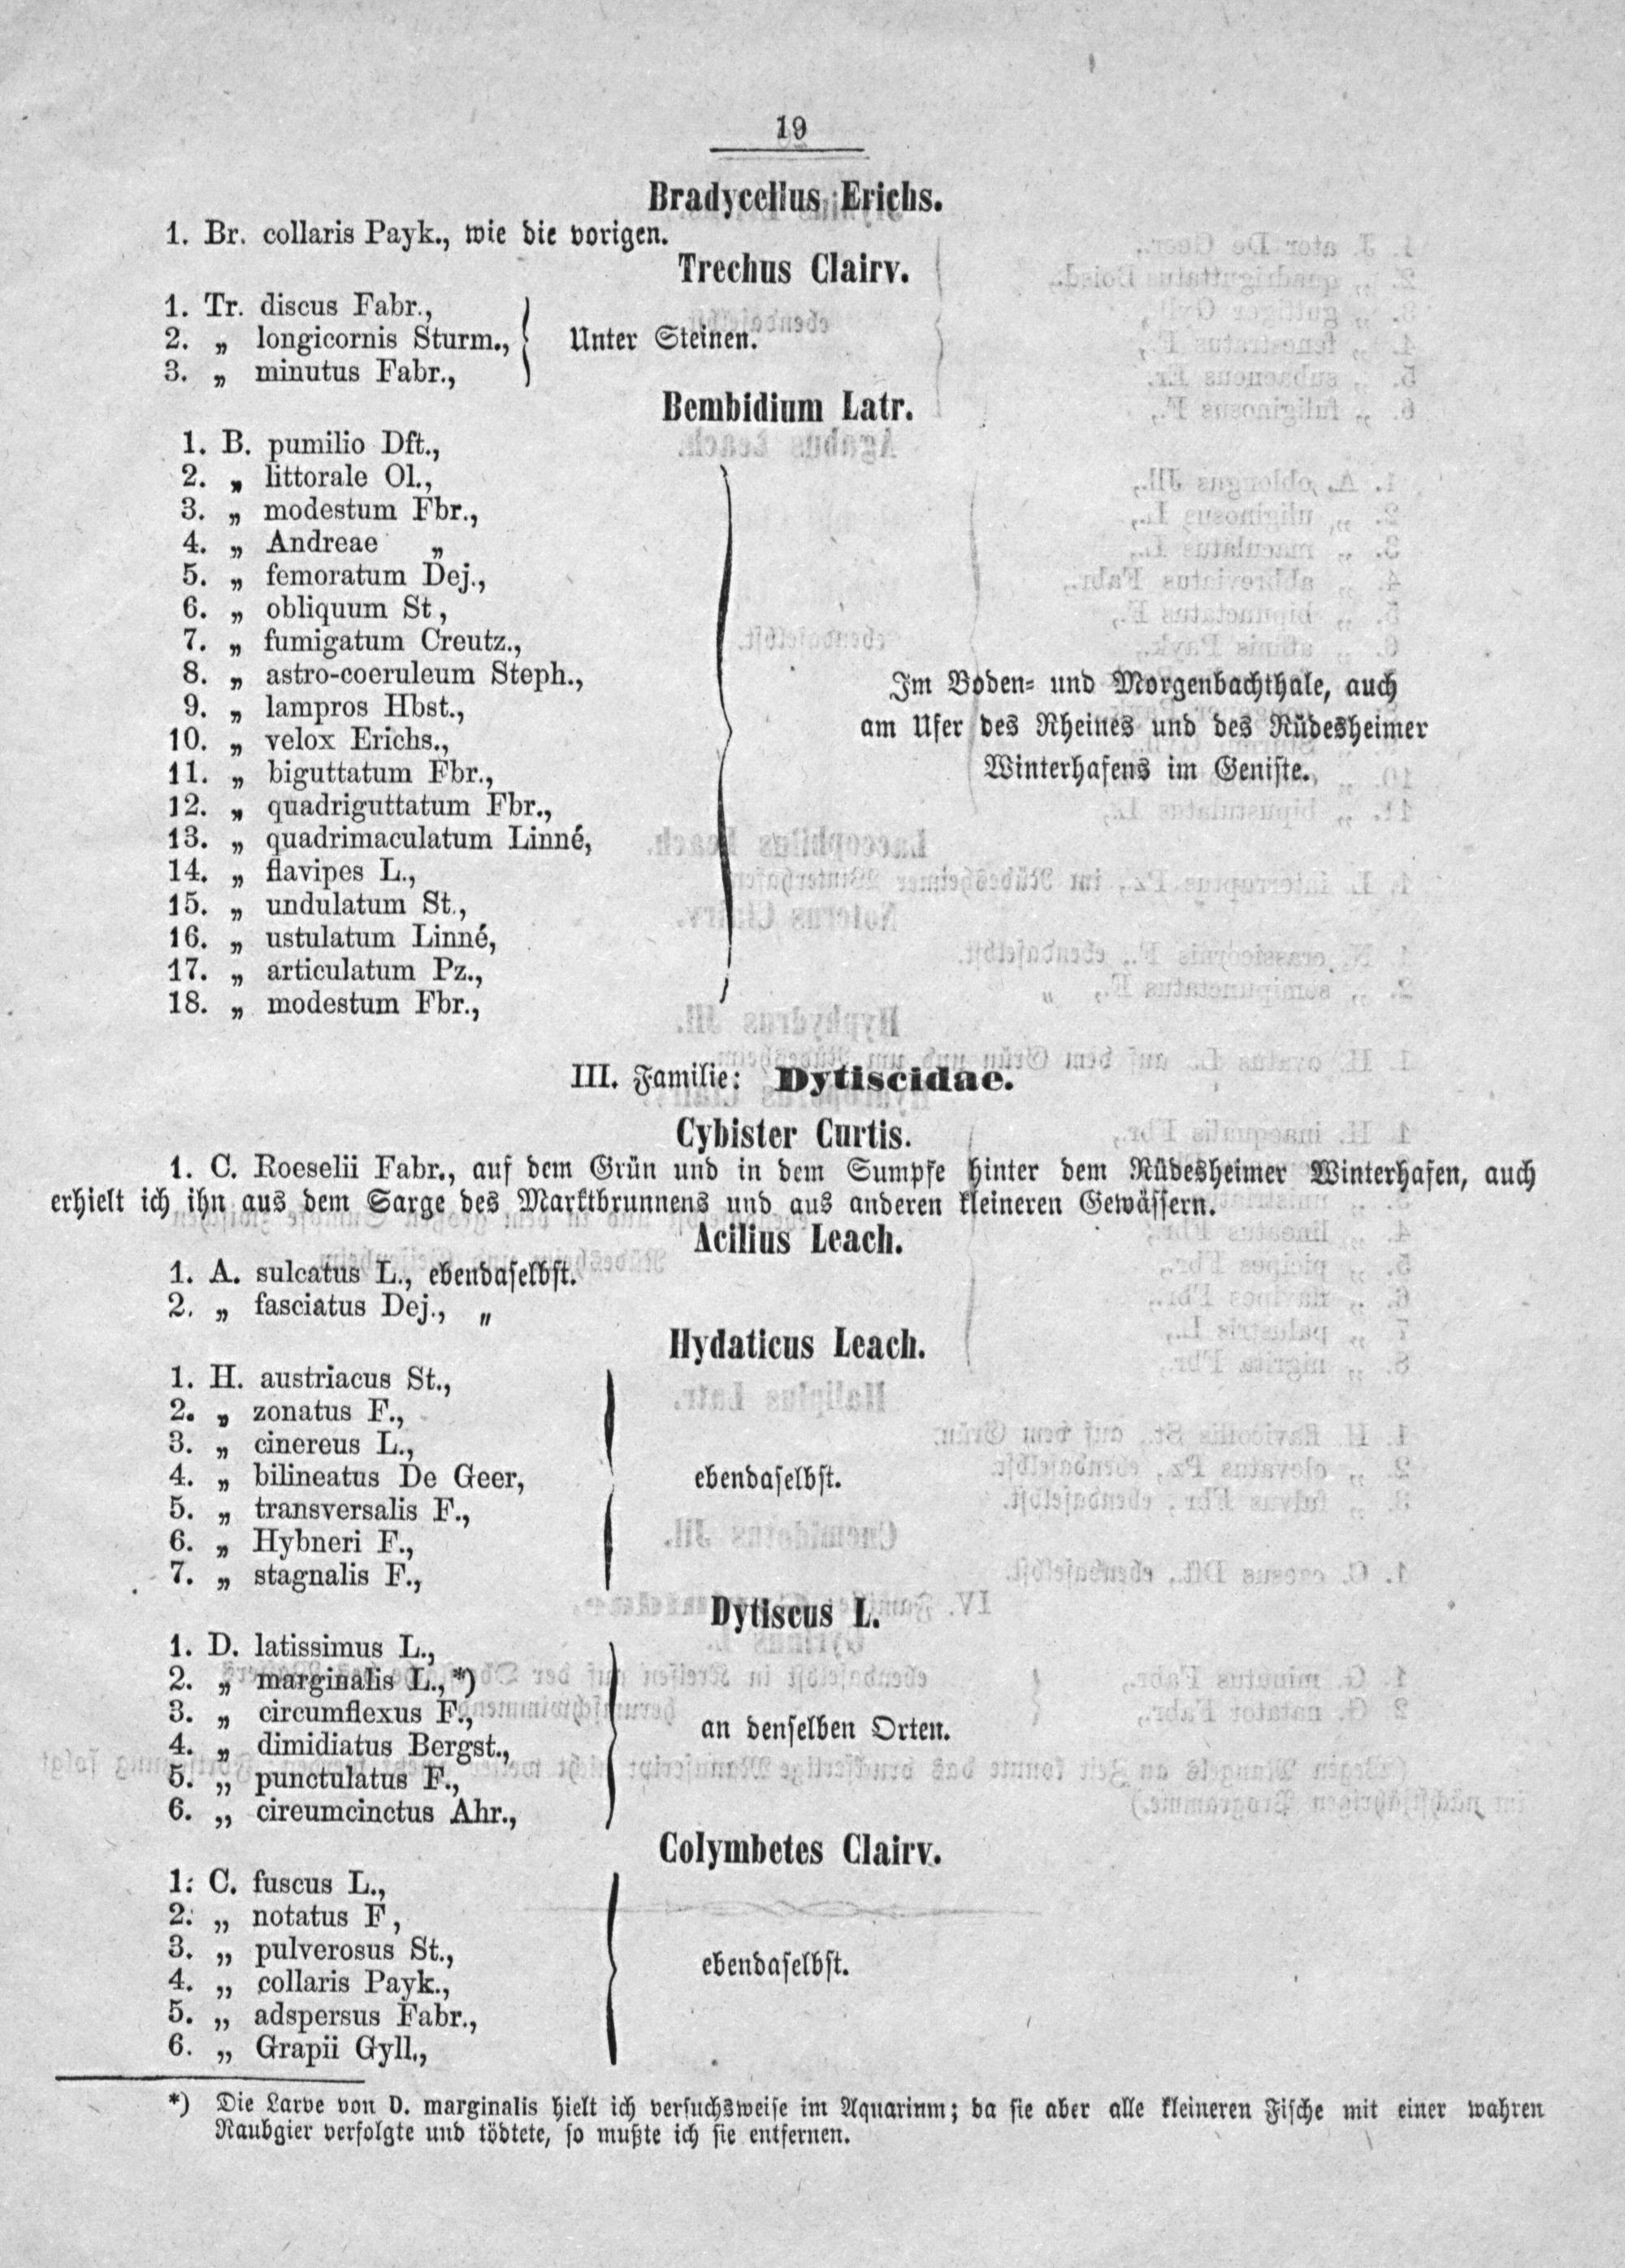 19
Bradycellus Erichs.
1. Br. collaris Payk., wie die vorigen.
Trechus Clairv.
1. Tr. discus Fabr.,
2. „ longicornis Sturm., Unter Steinen.
3. „ minutus Fabr.,
Bembidium Latr.
1. B. pumilio Dft.,
2. „ littorale Ol.,
3. „ modestum Fbr.,
4. „ Andreae „
5. „ femoratum Dej.,
6. „ obliquum St,
7. „ fumigatum Creutz.,
8. „ astro-coeruleum Steph.,
9. „ lampros Hbst.,
10. „ velox Erichs.,
11. „ biguttatum Fbr.,
12. „ quadriguttatum Fbr.,
13. „ quadrimaculatum Linné,
14. „ flavipes L.,
15. „ undulatum St.,
16. „ ustulatum Linné,
17. „ articulatum Pz.,
18. „ modestum Fbr.,
Im Boden- und Morgenbachthale, auch
am Ufer des Rheines und des Rüdesheimer
Winterhafens im Geniste.
III. Familie: Dytiscidae.
Cybister Curtis.
1. C. Roeselii Fabr., auf dem Grün und in dem Sumpfe hinter dem Rüdesheimer Winterhafen, auch
erhielt ich ihn aus dem Sarge des Marktbrunnens und aus anderen kleineren Gewässern.
Acilius Leach.
1. A. sulcatus L., ebendaselbst.
2. „ fasciatus Dej., „
Hydaticus Leach.
1. H. austriacus St.,
2. „ zonatus F.,
3. „ cinereus L.,
4. „ bilineatus De Geer, ebendaselbst.
5. „ transversalis F.,
6. „ Hybneri F.,
7. „ stagnalis F.,
Dytiscus L.
1. D. latissimus L.,
2. „ marginalis L., *)
3. „ circumflexus F.,
4. „ dimidiatus Bergst., an denselben Orten.
5. „ punctulatus F.,
6. „ cireumcinctus Ahr.,
Colymbetes Clairv.
1: C. fuscus L.,
2: „ notatus F,
3. „ pulverosus St.,
4. „ collaris Payk., ebendaselbst.
5. „ adspersus Fabr.,
6. „ Grapii Gyll.,
*) Die Larve von D. marginalis hielt ich versuchsweise im Aquarinm; da sie aber alle kleineren Fische mit einer wahren
Raubgier verfolgte und tödtete, so mußte ich sie entfernen.